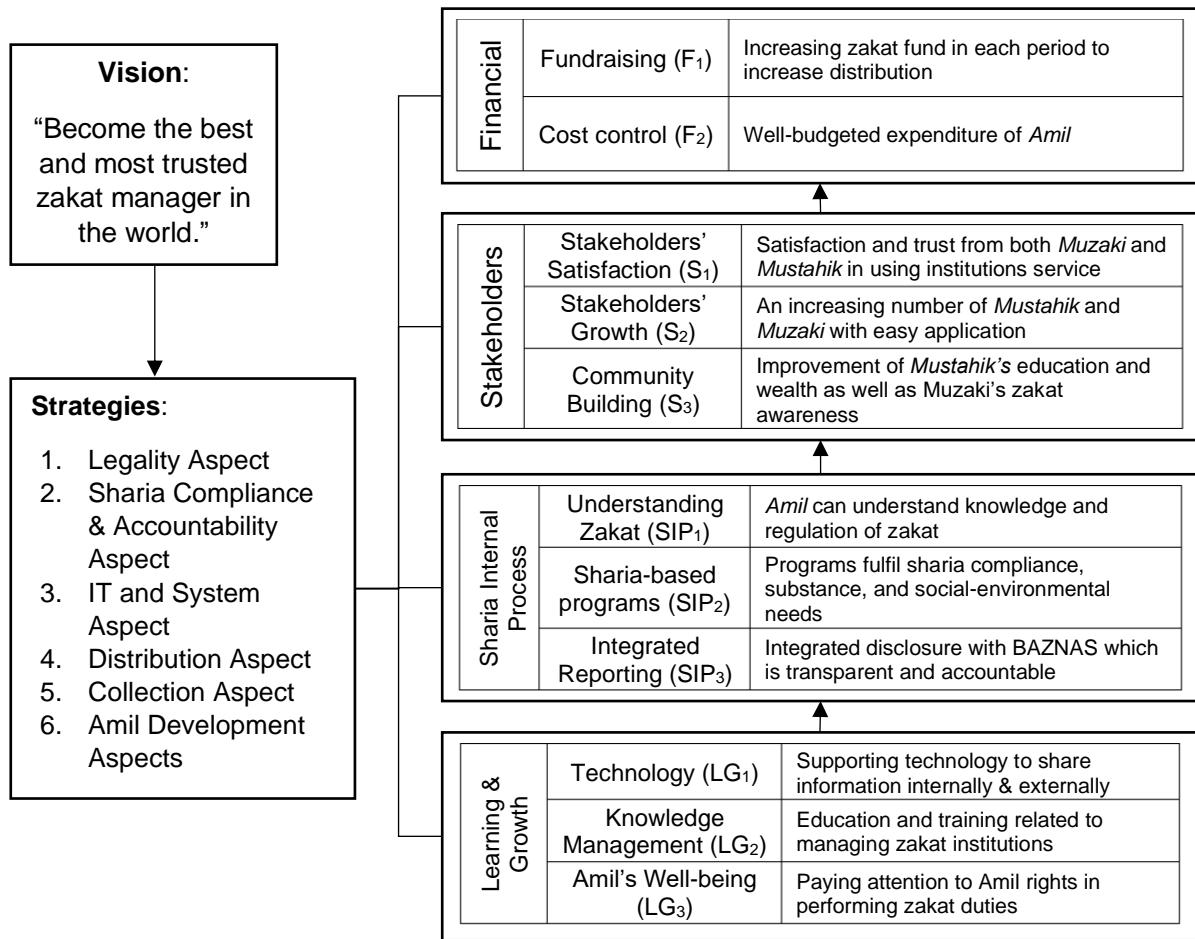 Vision:
“Become the best
and most trusted
zakat manager in
the world.”
Strategies:
1. Legality Aspect
2. Sharia Compliance
& Accountability
Aspect
3. IT and System
Aspect
4. Distribution Aspect
5. Collection Aspect
6. Amil Development
Aspects
Financial
Fundraising (F₁)
Increasing zakat fund in each period to
increase distribution
Cost control (F₂)
Well-budgeted expenditure of Amil
Stakeholders
Stakeholders’
Satisfaction (S₁)
Satisfaction and trust from both Muzaki and
Mustahik in using institutions service
Stakeholders’
Growth (S₂)
An increasing number of Mustahik and
Muzaki with easy application
Community
Building (S₃)
Improvement of Mustahik’s education and
wealth as well as Muzaki’s zakat
awareness
Sharia Internal
Process
Understanding
Zakat (SIP₁)
Amil can understand knowledge and
regulation of zakat
Sharia-based
programs (SIP₂)
Programs fulfil sharia compliance,
substance, and social-environmental
needs
Integrated
Reporting (SIP₃)
Integrated disclosure with BAZNAS which
is transparent and accountable
Learning &
Growth
Technology (LG₁)
Supporting technology to share
information internally & externally
Knowledge
Management (LG₂)
Education and training related to
managing zakat institutions
Amil’s Well-being
(LG₃)
Paying attention to Amil rights in
performing zakat duties